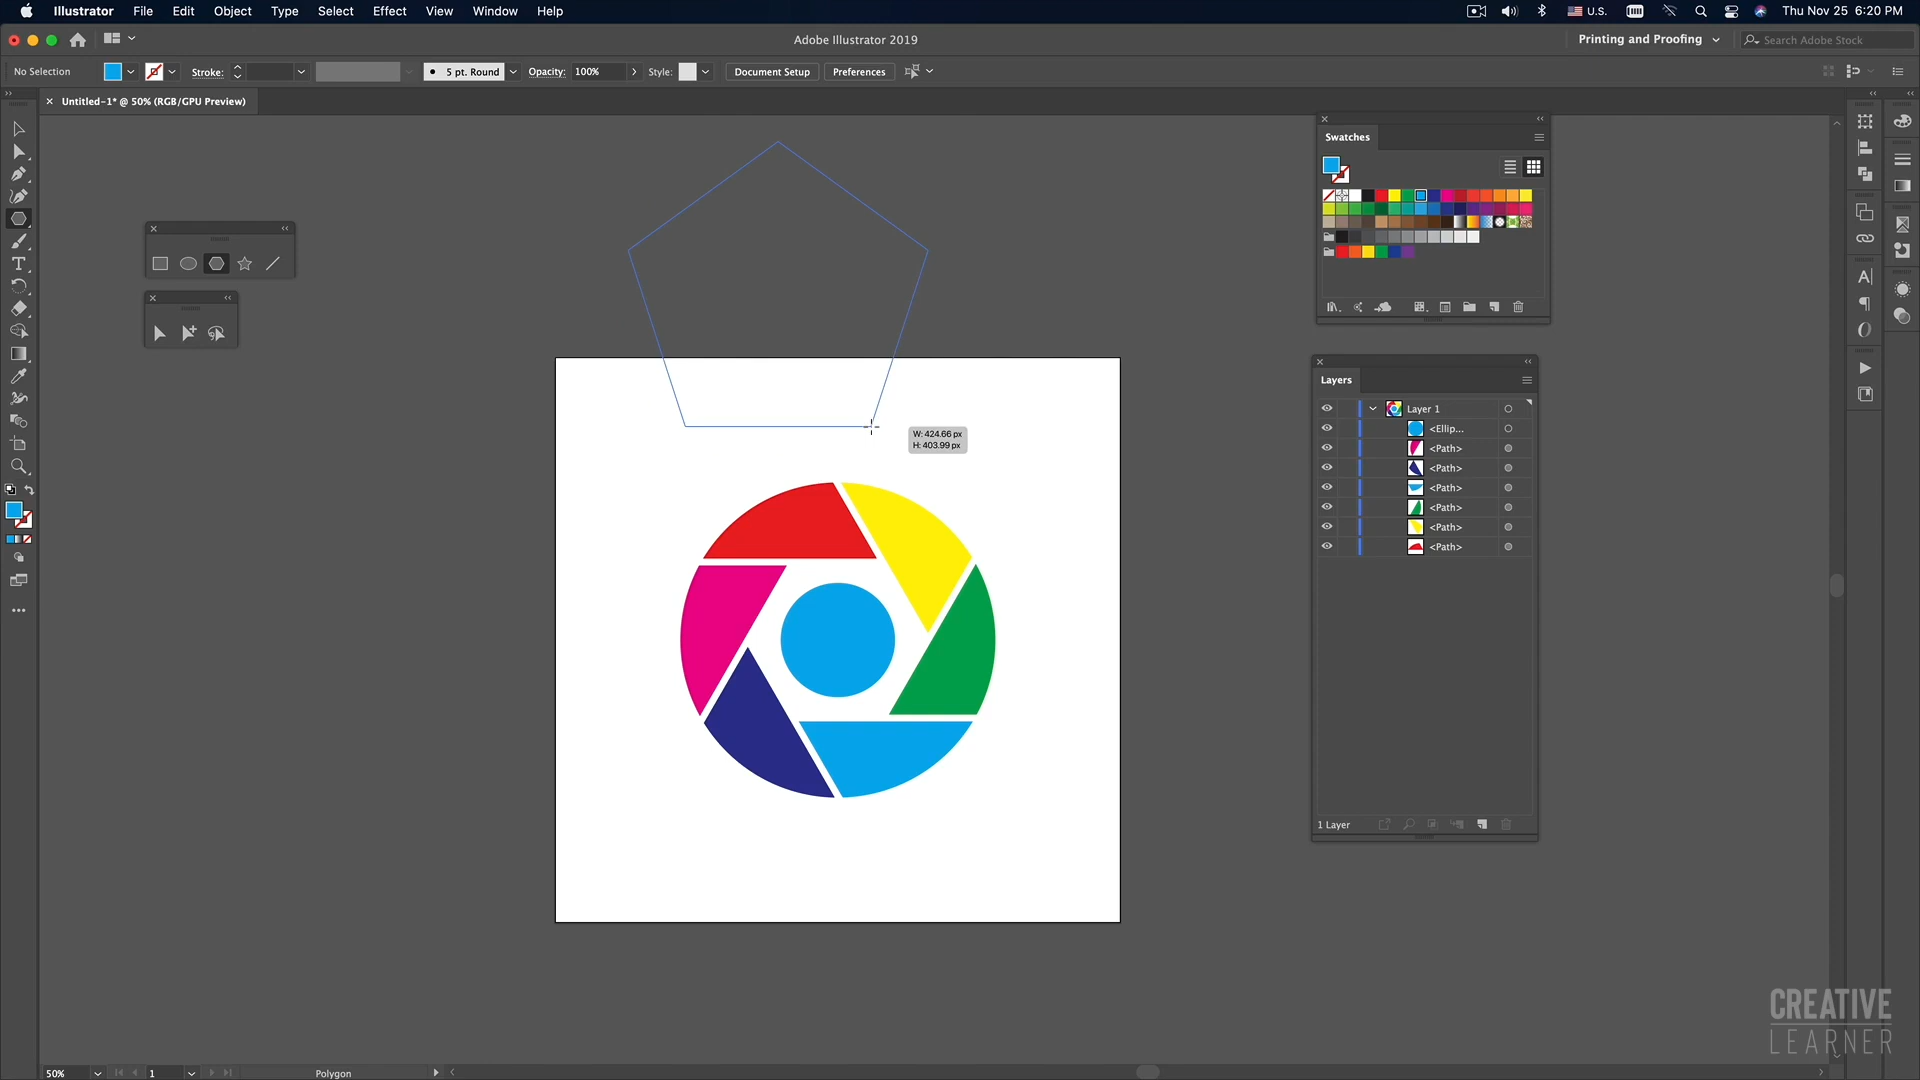 Illustrator File Edit Object Type Select Effect View Window Help U.S. Thu Nov 25 6:20 PM
Adobe Illustrator 2019 Printing and Proofing Search Adobe Stock
No Selection Stroke: 5 pt. Round Opacity: 100% Style: Document Setup Preferences
Untitled-1* @ 50% (RGB/GPU Preview)
Swatches
W: 424.66 px
H: 403.99 px
Layers
Layer 1
<Ellip...
<Path>
<Path>
<Path>
<Path>
<Path>
<Path>
1 Layer
CREATIVE
LEARNER
50% 1 Polygon